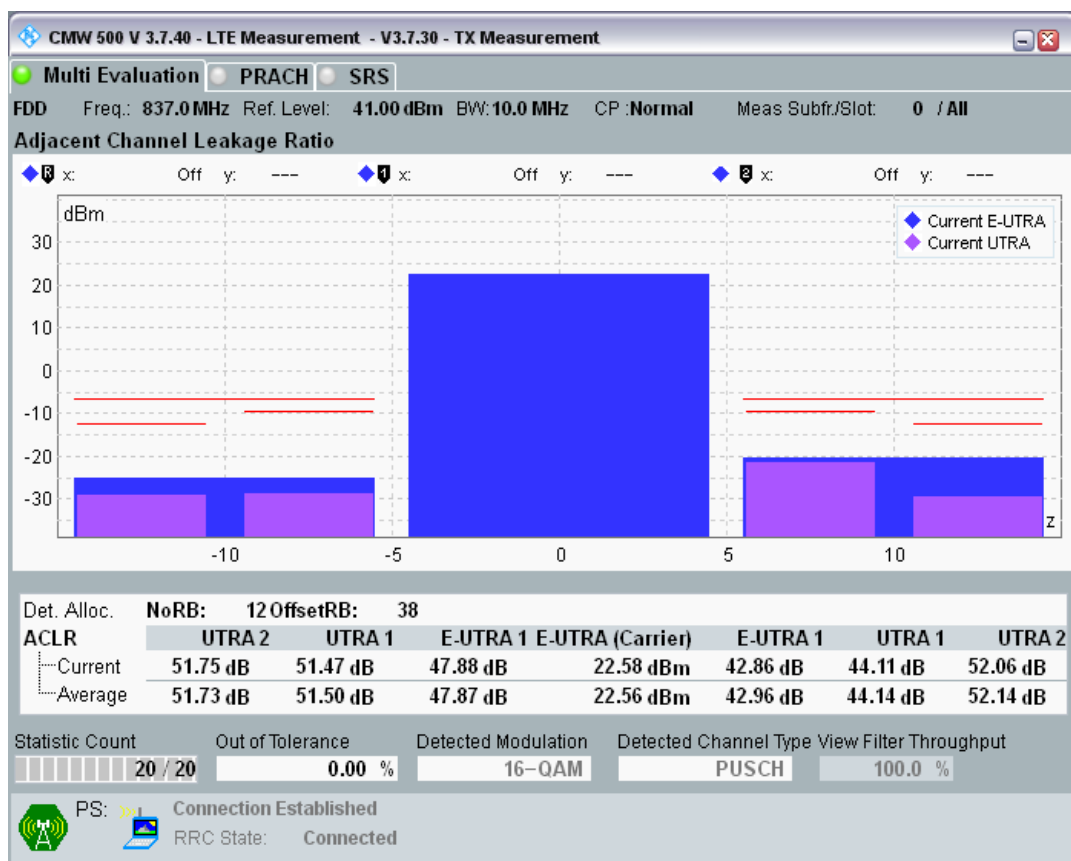 CMW 500 V 3.7.40 - LTE Measurement - V3.7.30 - TX Measurement
Multi Evaluation PRACH SRS
FDD Freq.: 837.0 MHz Ref. Level: 41.00 dBm BW: 10.0 MHz CP : Normal Meas Subfr./Slot: 0 / All
Adjacent Channel Leakage Ratio
R x: Off y: --- 1 x: Off y: --- 2 x: Off y: ---
dBm
Current E-UTRA
Current UTRA
30
20
10
0
-10
-20
-30
z
-10 -5 0 5 10
Det. Alloc. NoRB: 12 OffsetRB: 38
ACLR UTRA 2 UTRA 1 E-UTRA 1 E-UTRA (Carrier) E-UTRA 1 UTRA 1 UTRA 2
Current 51.75 dB 51.47 dB 47.88 dB 22.58 dBm 42.86 dB 44.11 dB 52.06 dB
Average 51.73 dB 51.50 dB 47.87 dB 22.56 dBm 42.96 dB 44.14 dB 52.14 dB
Statistic Count Out of Tolerance Detected Modulation Detected Channel Type View Filter Throughput
20 / 20 0.00 % 16-QAM PUSCH 100.0 %
PS: Connection Established
RRC State: Connected